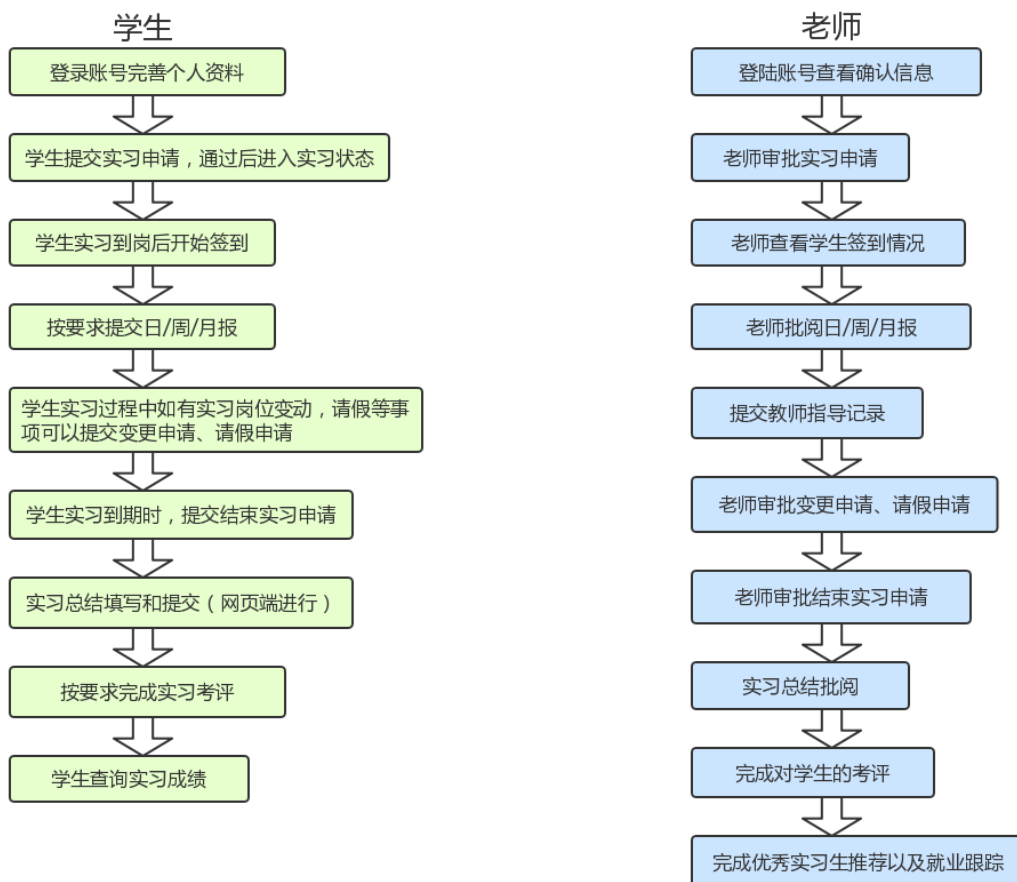 学生
登录账号完善个人资料
学生提交实习申请，通过后进入实习状态
学生实习到岗后开始签到
按要求提交日/周/月报
学生实习过程中如有实习岗位变动，请假等事
项可以提交变更申请、请假申请
学生实习到期时，提交结束实习申请
实习总结填写和提交（网页端进行）
按要求完成实习考评
学生查询实习成绩
老师
登陆账号查看确认信息
老师审批实习申请
老师查看学生签到情况
老师批阅日/周/月报
提交教师指导记录
老师审批变更申请、请假申请
老师审批结束实习申请
实习总结批阅
完成对学生的考评
完成优秀实习生推荐以及就业跟踪